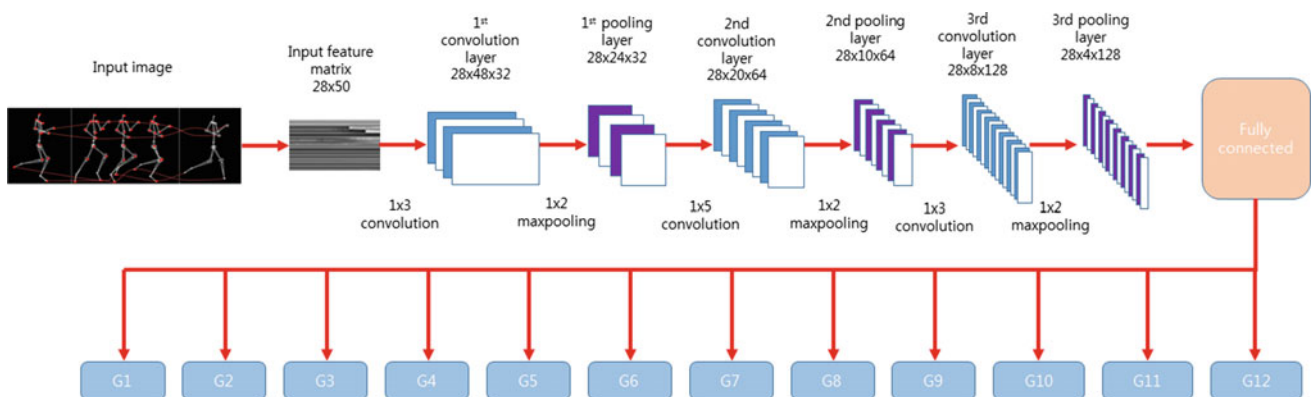 Input image
Input feature
matrix
28x50
1st
convolution
layer
28x48x32
1st pooling
layer
28x24x32
2nd
convolution
layer
28x20x64
2nd pooling
layer
28x10x64
3rd
convolution
layer
28x8x128
3rd pooling
layer
28x4x128
Fully
connected
1x3
convolution
1x2
maxpooling
1x5
convolution
1x2
maxpooling
1x3
convolution
1x2
maxpooling
G1
G2
G3
G4
G5
G6
G7
G8
G9
G10
G11
G12